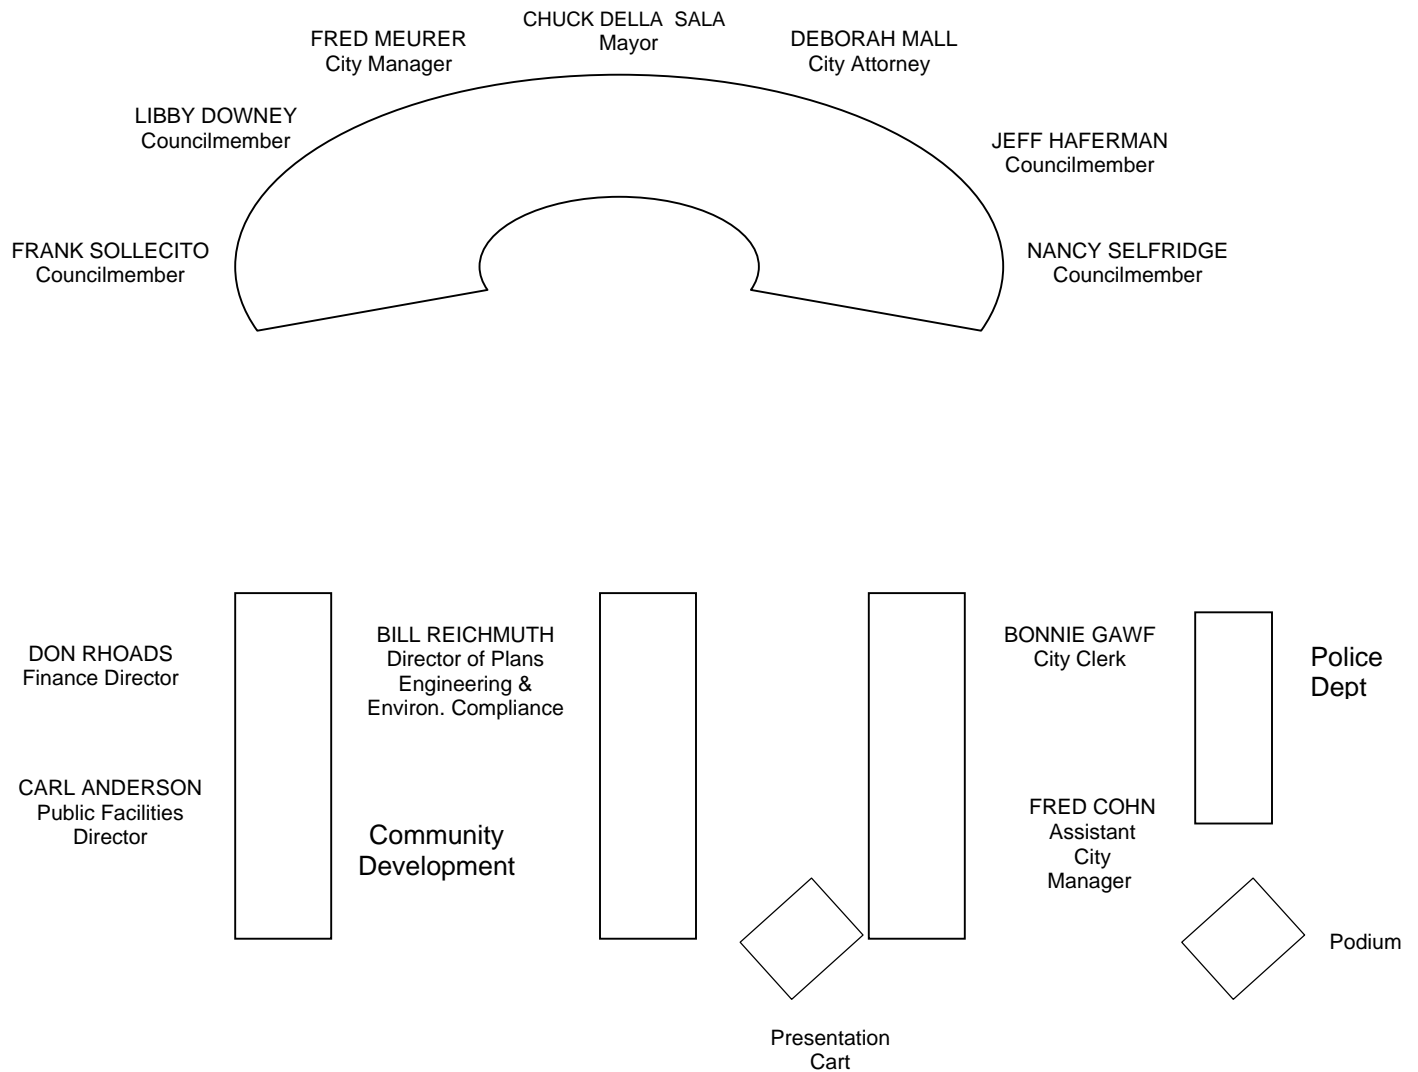 CHUCK DELLA  SALA
Mayor
FRED MEURER
City Manager
DEBORAH MALL
City Attorney
LIBBY DOWNEY
Councilmember
JEFF HAFERMAN
Councilmember
FRANK SOLLECITO
Councilmember
NANCY SELFRIDGE
Councilmember
DON RHOADS
Finance Director
BILL REICHMUTH
Director of Plans
Engineering &
Environ. Compliance
BONNIE GAWF
City Clerk
Police
Dept
CARL ANDERSON
Public Facilities
Director
Community
Development
FRED COHN
Assistant
City
Manager
Podium
Presentation
Cart